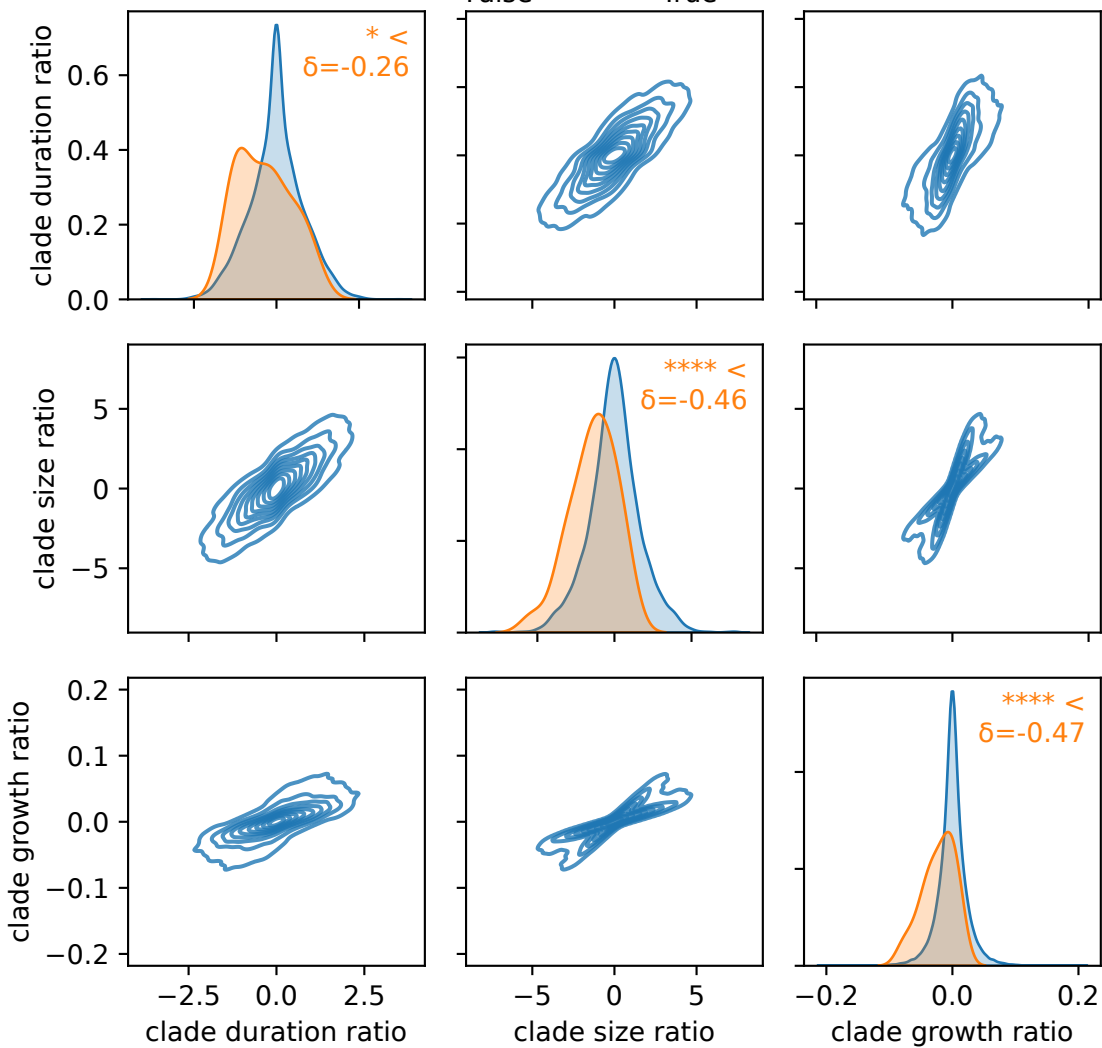 clade duration ratio
0.6
0.4
0.2
0.0
* <
δ=-0.26
clade size ratio
5
0
−5
**** <
δ=-0.46
clade growth ratio
0.2
0.1
0.0
−0.1
−0.2
**** <
δ=-0.47
−2.5 0.0 2.5
−5 0 5
−0.2 0.0 0.2
clade duration ratio
clade size ratio
clade growth ratio